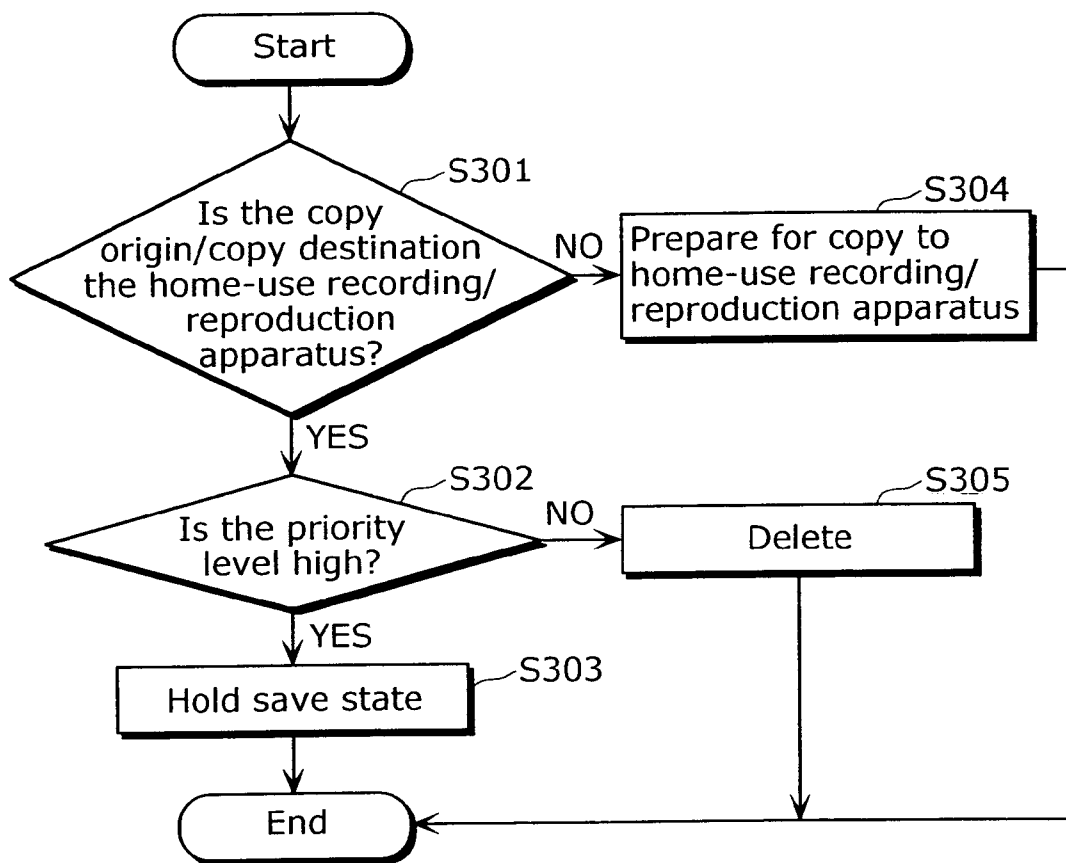 Start
S301
Is the copy
origin/copy destination
the home-use recording/
reproduction
apparatus?
NO
S304
Prepare for copy to
home-use recording/
reproduction apparatus
YES
S302
Is the priority
level high?
NO
S305
Delete
YES
S303
Hold save state
End